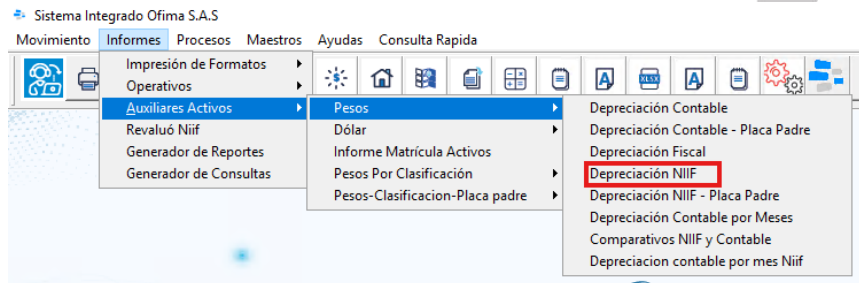 Sistema Integrado Ofima S.A.S
Movimiento Informes Procesos Maestros Ayudas Consulta Rapida
Impresión de Formatos
Operativos
Auxiliares Activos
Revaluó Niif
Generador de Reportes
Generador de Consultas
Pesos
Dólar
Informe Matrícula Activos
Pesos Por Clasificación
Pesos-Clasificacion-Placa padre
Depreciación Contable
Depreciación Contable - Placa Padre
Depreciación Fiscal
Depreciación NIIF
Depreciación NIIF - Placa Padre
Depreciación Contable por Meses
Comparativos NIIF y Contable
Depreciacion contable por mes Niif